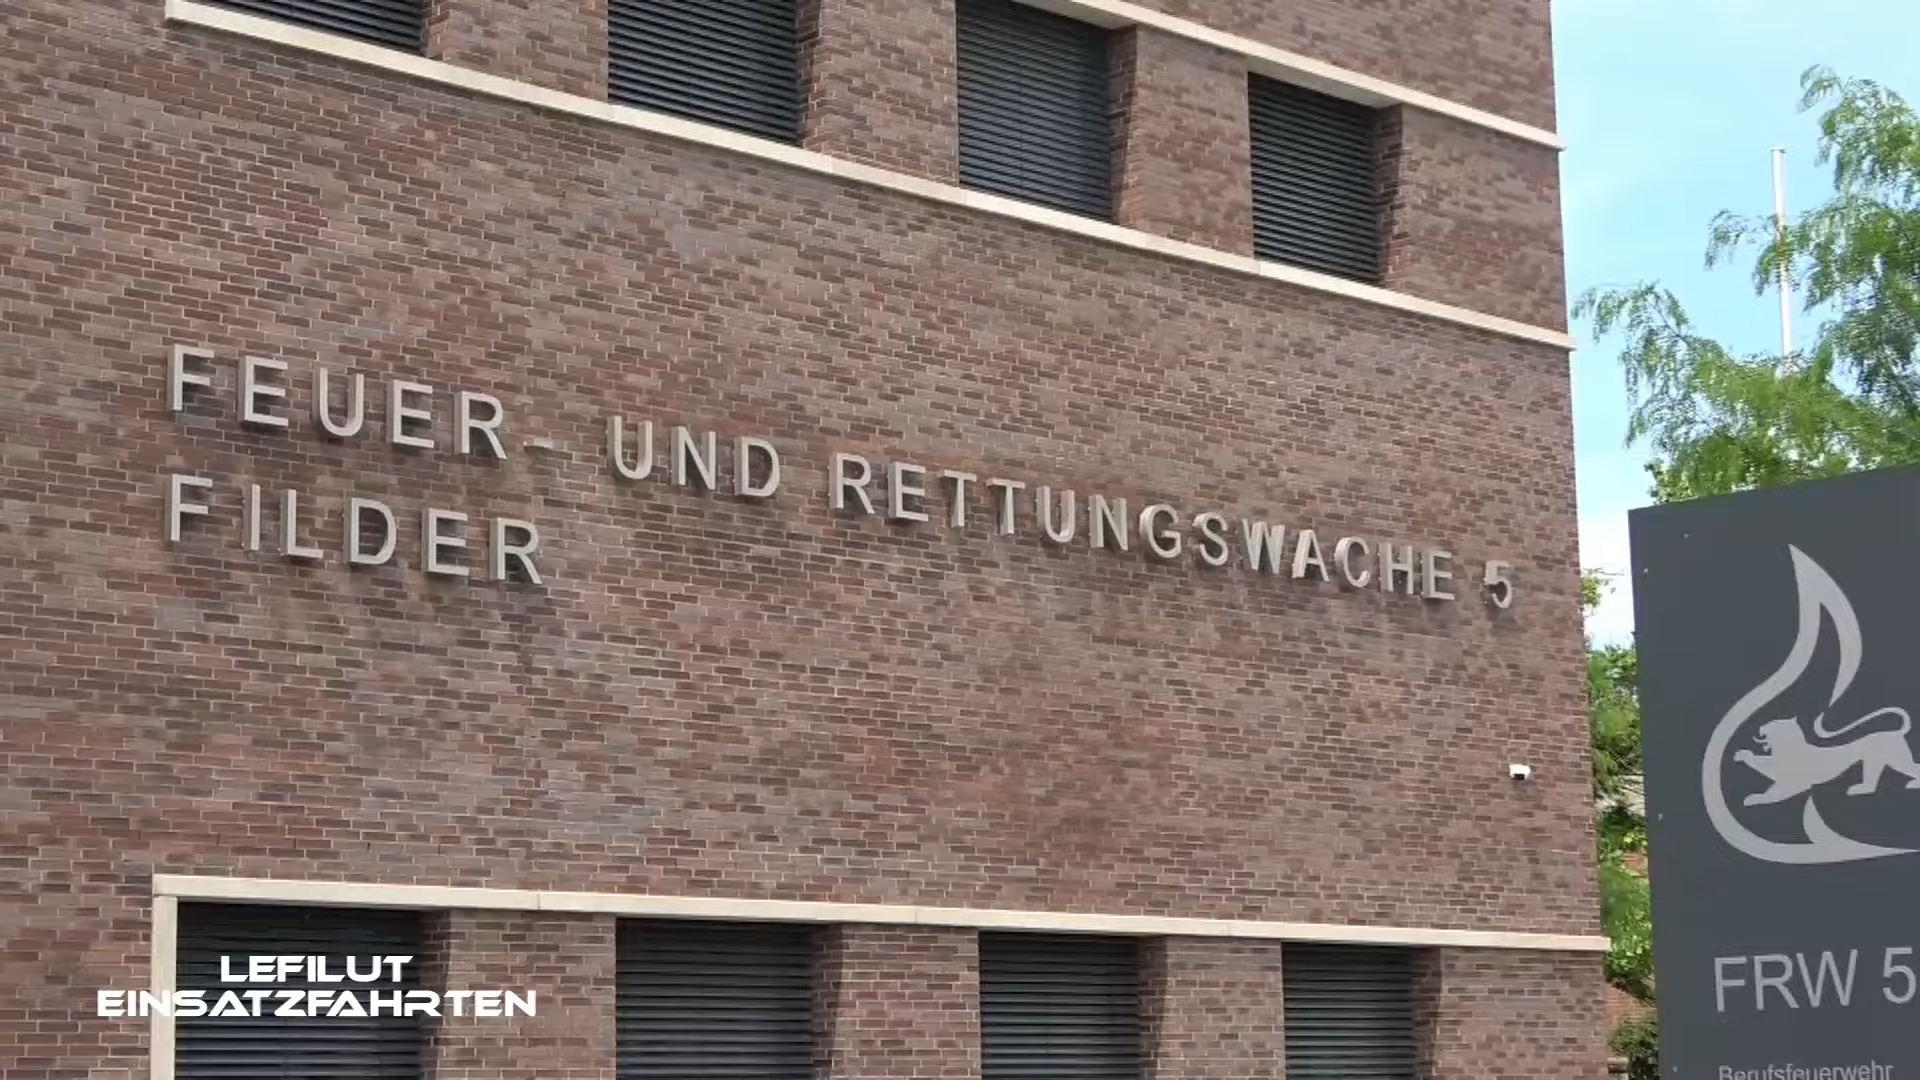 FEUER- UND RETTUNGSWACHE 5
FILDER
FRW 5
Berufsfeuerwehr
LEFILUT
EINSATZFAHRTEN